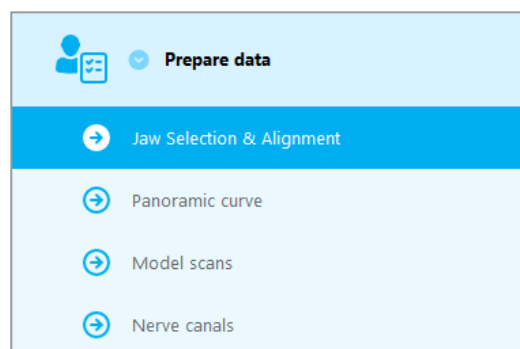 Prepare data
Jaw Selection & Alignment
Panoramic curve
Model scans
Nerve canals